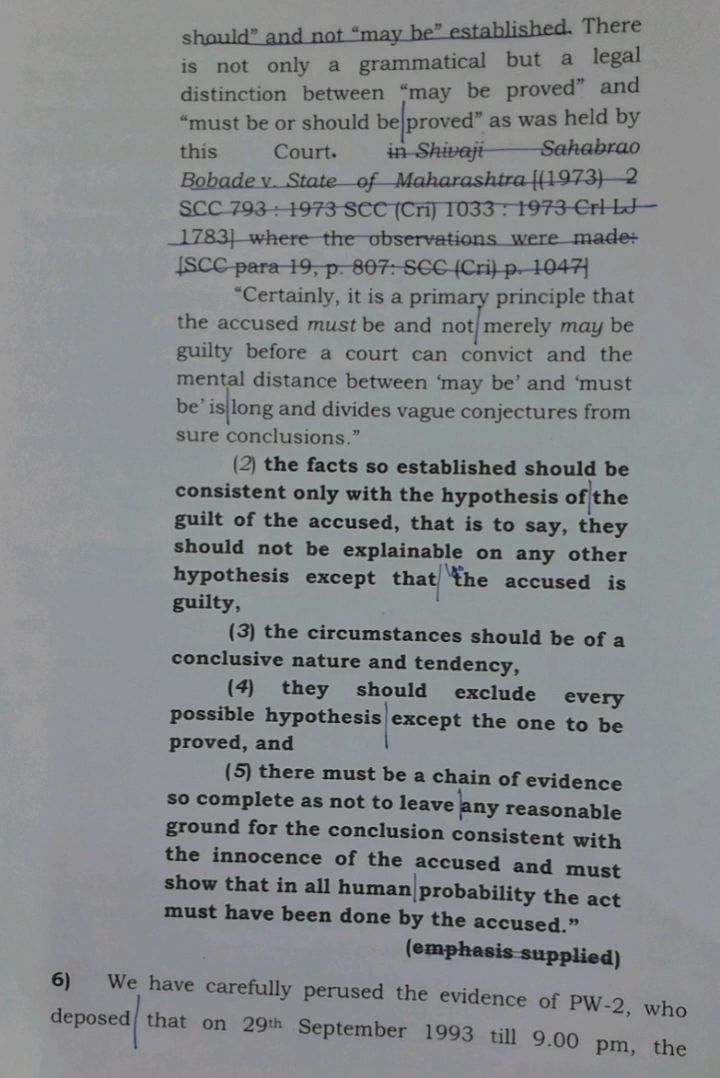 should” and not “may be” established. There
is not only a grammatical but a legal
distinction between “may be proved” and
“must be or should be proved” as was held by
this Court. in Shivaji Sahabrao
Bobade v. State of Maharashtra [(1973) 2
SCC 793 : 1973 SCC (Cri) 1033 : 1973 Crl LJ
1783] where the observations were made:
[SCC para 19, p. 807: SCC (Cri) p. 1047]
“Certainly, it is a primary principle that
the accused must be and not merely may be
guilty before a court can convict and the
mental distance between ‘may be’ and ‘must
be’ is long and divides vague conjectures from
sure conclusions.”
(2) the facts so established should be
consistent only with the hypothesis of the
guilt of the accused, that is to say, they
should not be explainable on any other
hypothesis except that the accused is
guilty,
(3) the circumstances should be of a
conclusive nature and tendency,
(4) they should exclude every
possible hypothesis except the one to be
proved, and
(5) there must be a chain of evidence
so complete as not to leave any reasonable
ground for the conclusion consistent with
the innocence of the accused and must
show that in all human probability the act
must have been done by the accused.”
(emphasis supplied)
6) We have carefully perused the evidence of PW-2, who
deposed that on 29th September 1993 till 9.00 pm, the